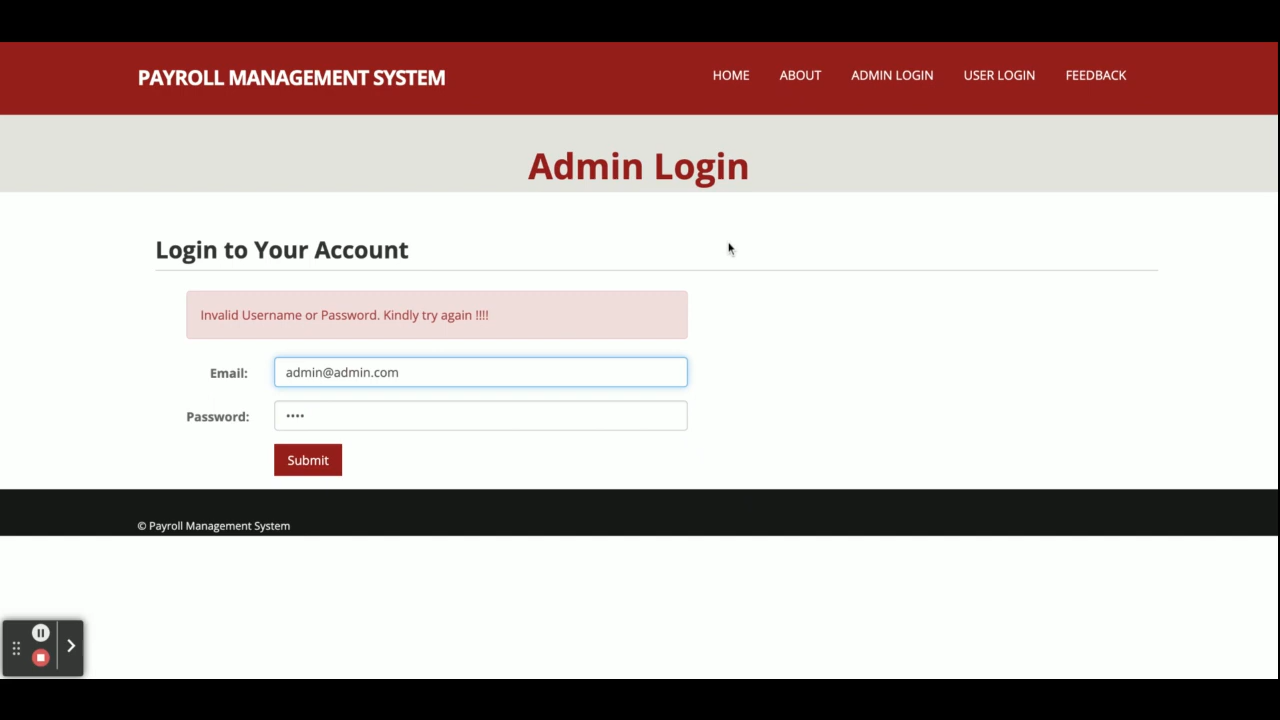 PAYROLL MANAGEMENT SYSTEM
HOME ABOUT ADMIN LOGIN USER LOGIN FEEDBACK
Admin Login
Login to Your Account
Invalid Username or Password. Kindly try again !!!!
Email: admin@admin.com
Password: ••••
Submit
© Payroll Management System